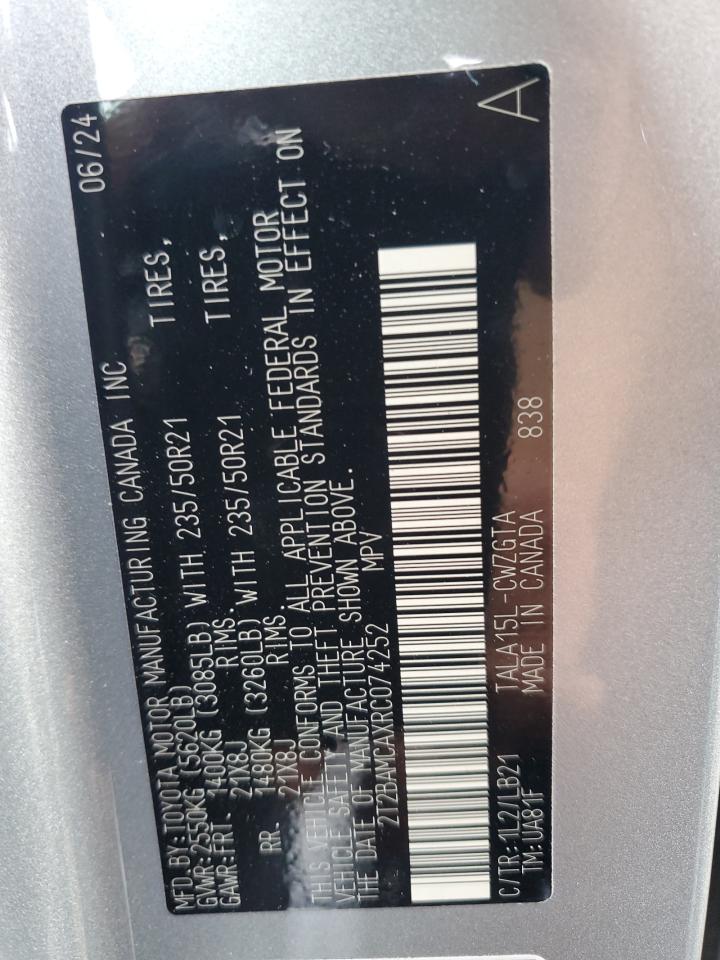 MFD.BY:TOYOTA MOTOR MANUFACTURING CANADA INC 06/24
GVWR:2550KG (5620LB)
GAWR:FRT. 1400KG (3085LB) WITH 235/50R21 TIRES,
21X8J RIMS.
RR. 1480KG (3260LB) WITH 235/50R21 TIRES,
21X8J RIMS.
THIS VEHICLE CONFORMS TO ALL APPLICABLE FEDERAL MOTOR
VEHICLE SAFETY AND THEFT PREVENTION STANDARDS IN EFFECT ON
THE DATE OF MANUFACTURE SHOWN ABOVE.
2T2BAMCAXRC074252 MPV
C/TR:1L2/LB21 TALA15L-CWZGTA
TM:UA81F MADE IN CANADA 838
A